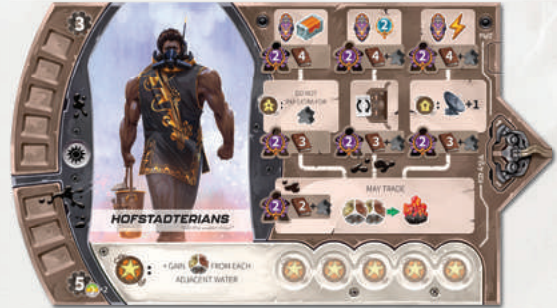 3
2
2 4
2 4
2 4
DO NOT
PERFORM FOR
: +1
2 3
2 3+
2 3+
MAY TRADE
2 2+
HOFSTADTERIANS
5
: + GAIN FROM EACH
ADJACENT WATER